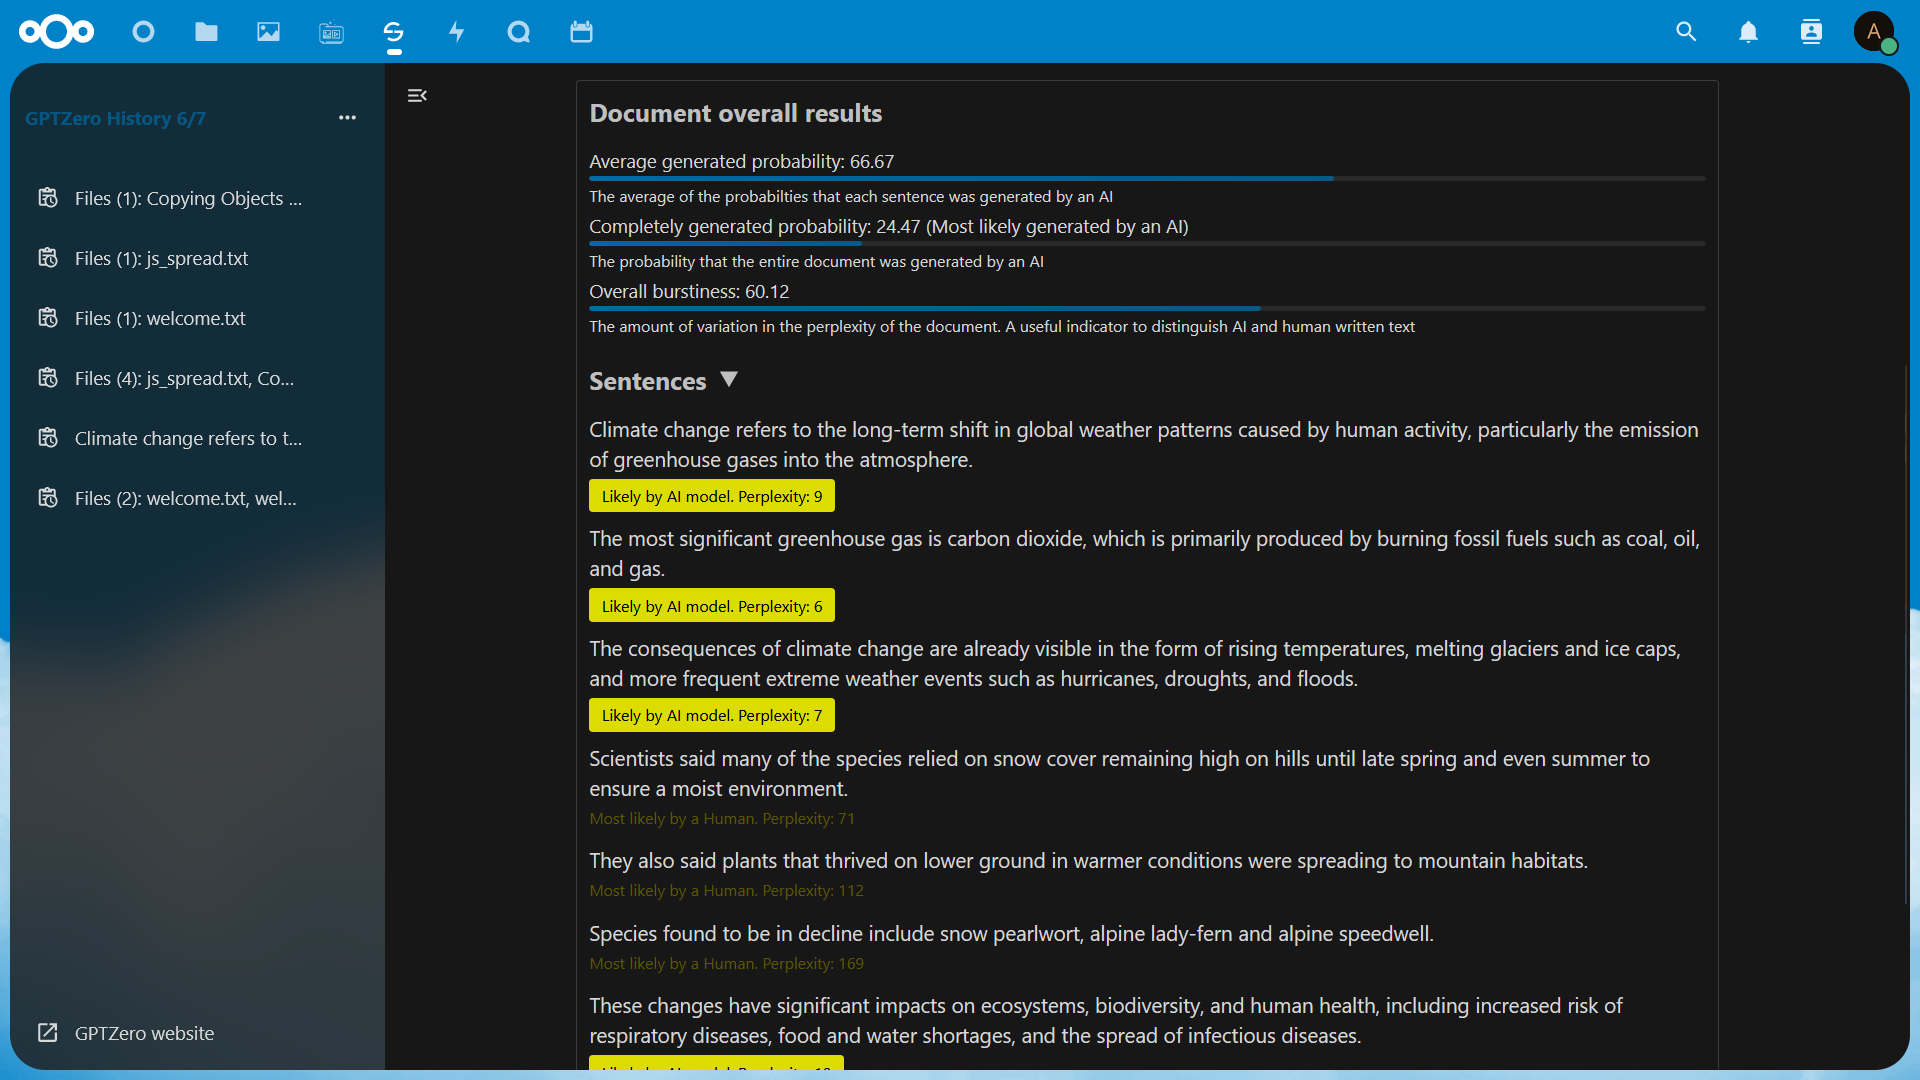 A
GPTZero History 6/7
Files (1): Copying Objects ...
Files (1): js_spread.txt
Files (1): welcome.txt
Files (4): js_spread.txt, Co...
Climate change refers to t...
Files (2): welcome.txt, wel...
GPTZero website
Document overall results
Average generated probability: 66.67
The average of the probabilties that each sentence was generated by an AI
Completely generated probability: 24.47 (Most likely generated by an AI)
The probability that the entire document was generated by an AI
Overall burstiness: 60.12
The amount of variation in the perplexity of the document. A useful indicator to distinguish AI and human written text
Sentences
Climate change refers to the long-term shift in global weather patterns caused by human activity, particularly the emission
of greenhouse gases into the atmosphere.
Likely by AI model. Perplexity: 9
The most significant greenhouse gas is carbon dioxide, which is primarily produced by burning fossil fuels such as coal, oil,
and gas.
Likely by AI model. Perplexity: 6
The consequences of climate change are already visible in the form of rising temperatures, melting glaciers and ice caps,
and more frequent extreme weather events such as hurricanes, droughts, and floods.
Likely by AI model. Perplexity: 7
Scientists said many of the species relied on snow cover remaining high on hills until late spring and even summer to
ensure a moist environment.
Most likely by a Human. Perplexity: 71
They also said plants that thrived on lower ground in warmer conditions were spreading to mountain habitats.
Most likely by a Human. Perplexity: 112
Species found to be in decline include snow pearlwort, alpine lady-fern and alpine speedwell.
Most likely by a Human. Perplexity: 169
These changes have significant impacts on ecosystems, biodiversity, and human health, including increased risk of
respiratory diseases, food and water shortages, and the spread of infectious diseases.
Likely by AI model. Perplexity: